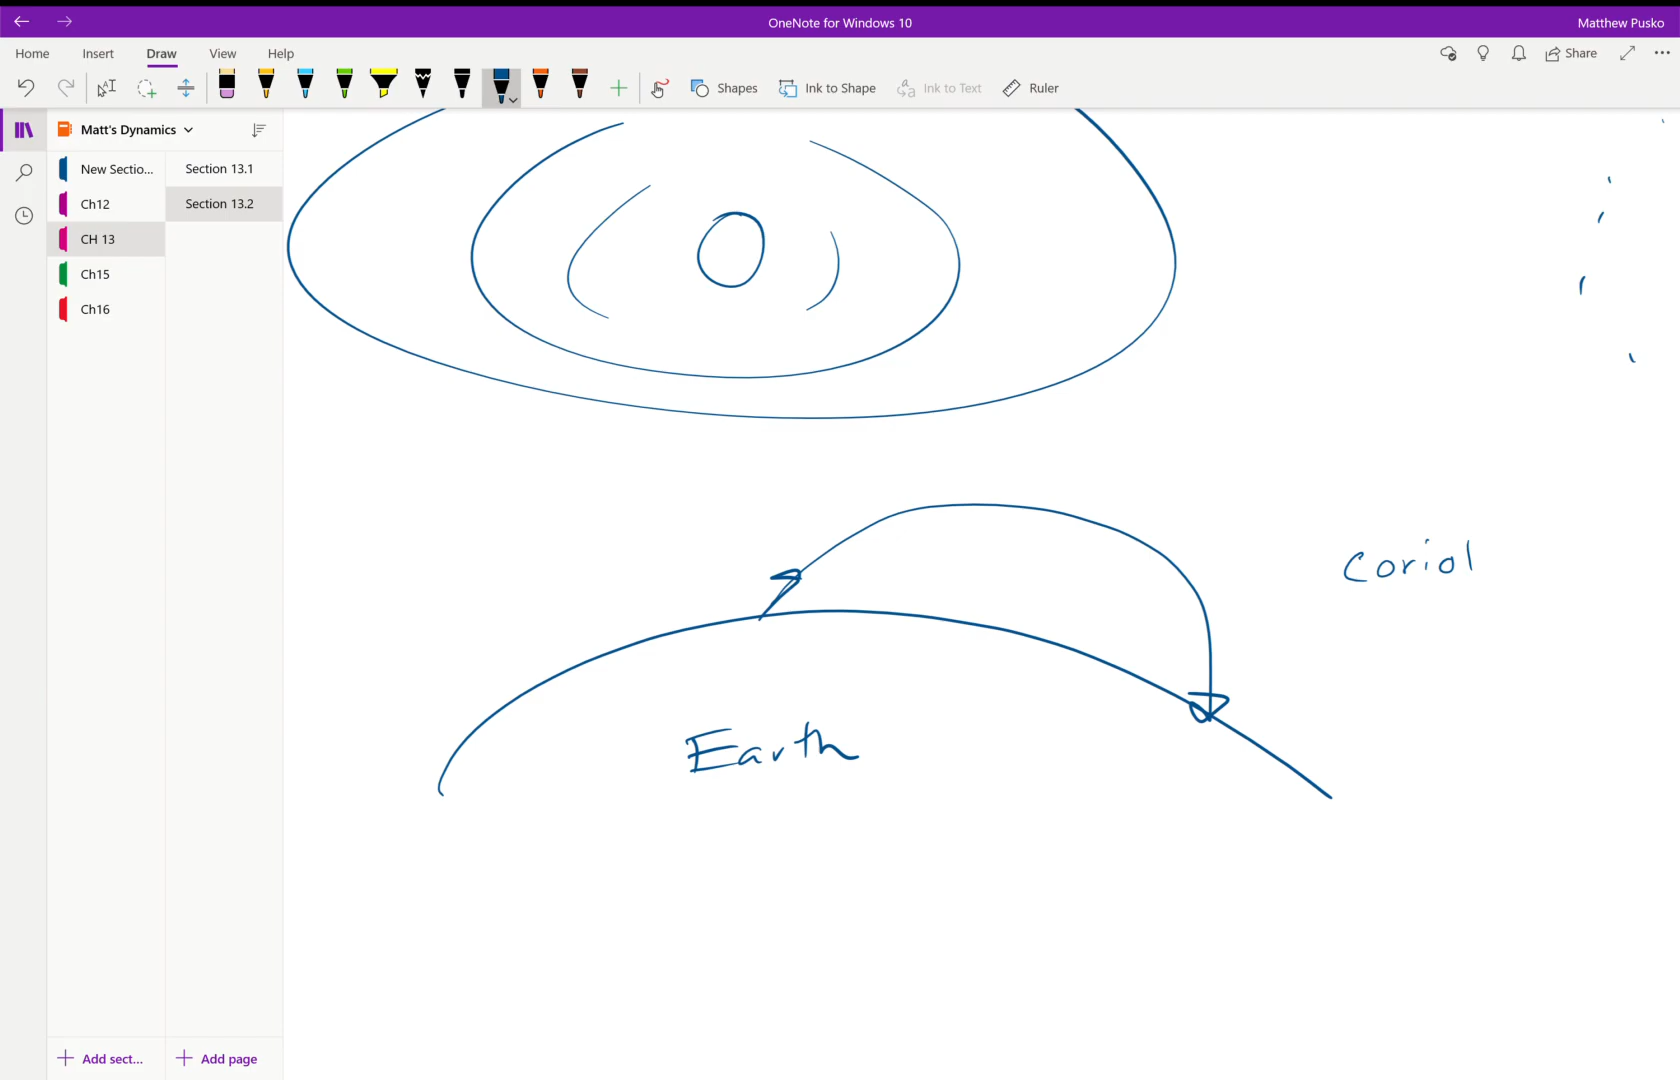 OneNote for Windows 10
Matthew Pusko
Home Insert Draw View Help
Share
Shapes
Ink to Shape
Ink to Text
Ruler
Matt's Dynamics
New Sectio...
Ch12
CH 13
Ch15
Ch16
Section 13.1
Section 13.2
Coriol
Earth
Add sect...
Add page